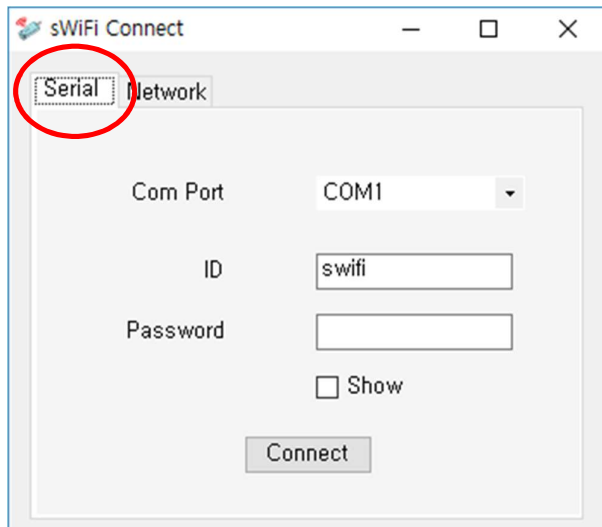 sWiFi Connect
Serial Network
Com Port COM1
ID swifi
Password
Show
Connect